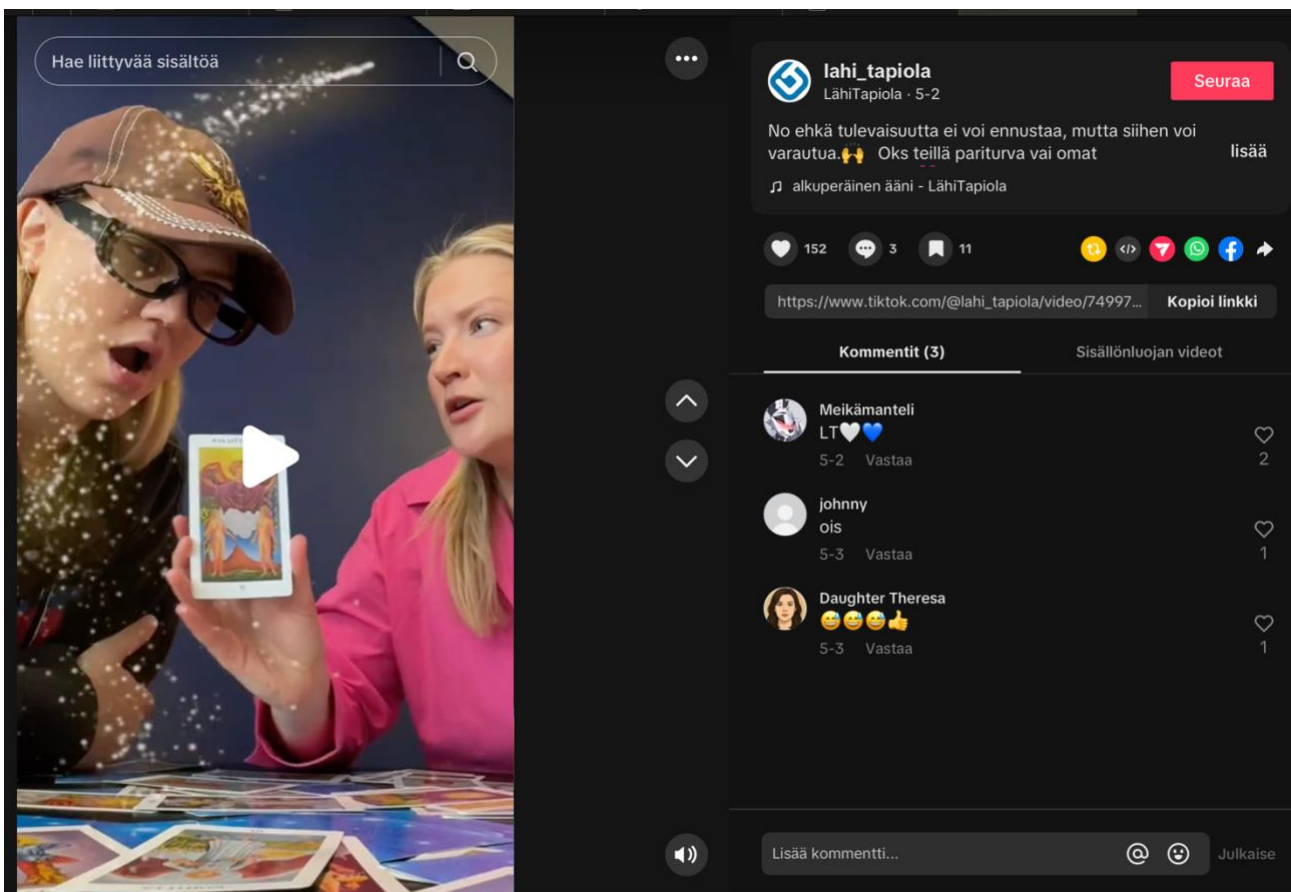 Hae liittyvää sisältöä
lahi_tapiola
LähiTapiola · 5-2
Seuraa
No ehkä tulevaisuutta ei voi ennustaa, mutta siihen voi
varautua.🙌 Oks teillä pariturva vai omat
lisää
♫ alkuperäinen ääni - LähiTapiola
152
3
11
https://www.tiktok.com/@lahi_tapiola/video/74997...
Kopioi linkki
Kommentit (3)
Sisällönluojan videot
Meikämanteli
LT🤍💙
5-2 Vastaa
2
johnny
ois
5-3 Vastaa
1
Daughter Theresa
😅😅😅👍
5-3 Vastaa
1
Lisää kommentti...
Julkaise